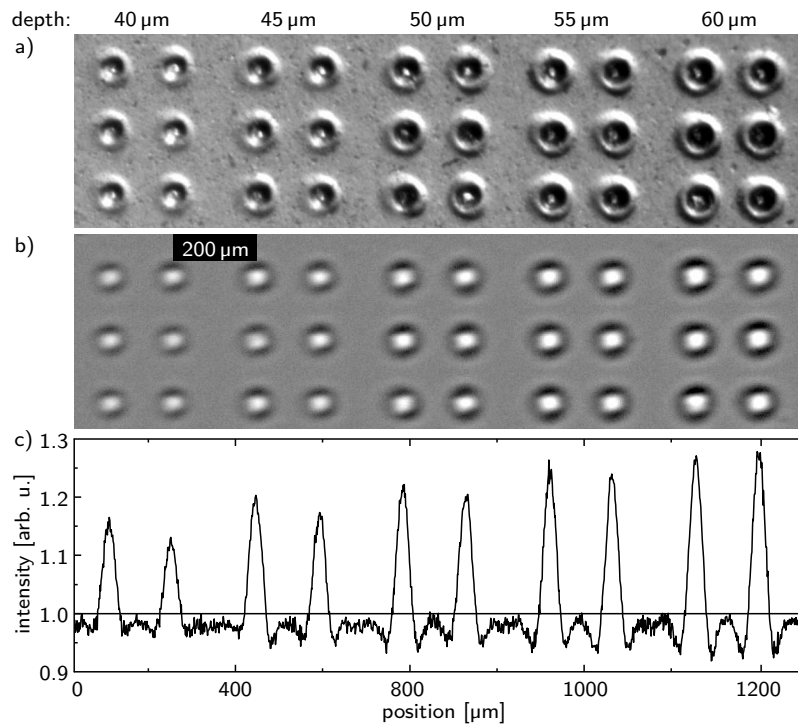 depth: 40 µm 45 µm 50 µm 55 µm 60 µm
a)
b)
200 µm
c)
1.3
1.2
1.1
1.0
0.9
intensity [arb. u.]
0 400 800 1000 1200
position [µm]